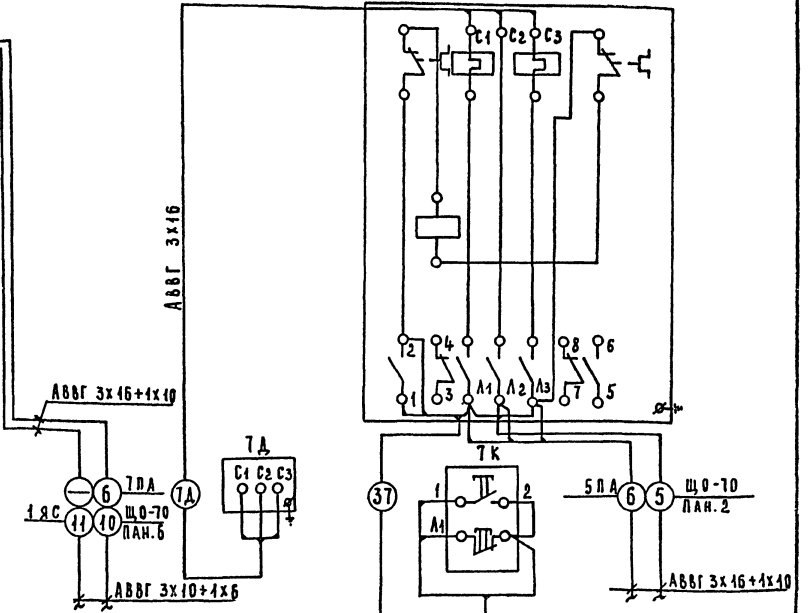 С1 С2 С3
АВВГ 3х16
2 4 8 6
1 3 Л1 Л2 Л3 7 5
АВВГ 3х16+1х10
7Д
7К
С1 С2 С3
6 7ПА
7Д
37
1 2
5ПА 6 5 ЩО-70
ПАН.2
1ЯС 11 10 ЩО-70
ПАН.6
Л1
АВВГ 3х10+1х6
АВВГ 3х16+1х10